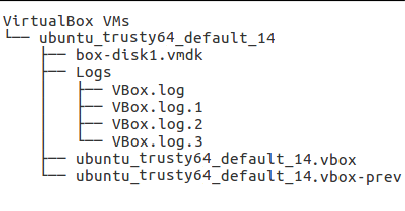 VirtualBox VMs
└── ubuntu_trusty64_default_14
    ├── box-disk1.vmdk
    ├── Logs
    │   ├── VBox.log
    │   ├── VBox.log.1
    │   ├── VBox.log.2
    │   └── VBox.log.3
    ├── ubuntu_trusty64_default_14.vbox
    └── ubuntu_trusty64_default_14.vbox-prev